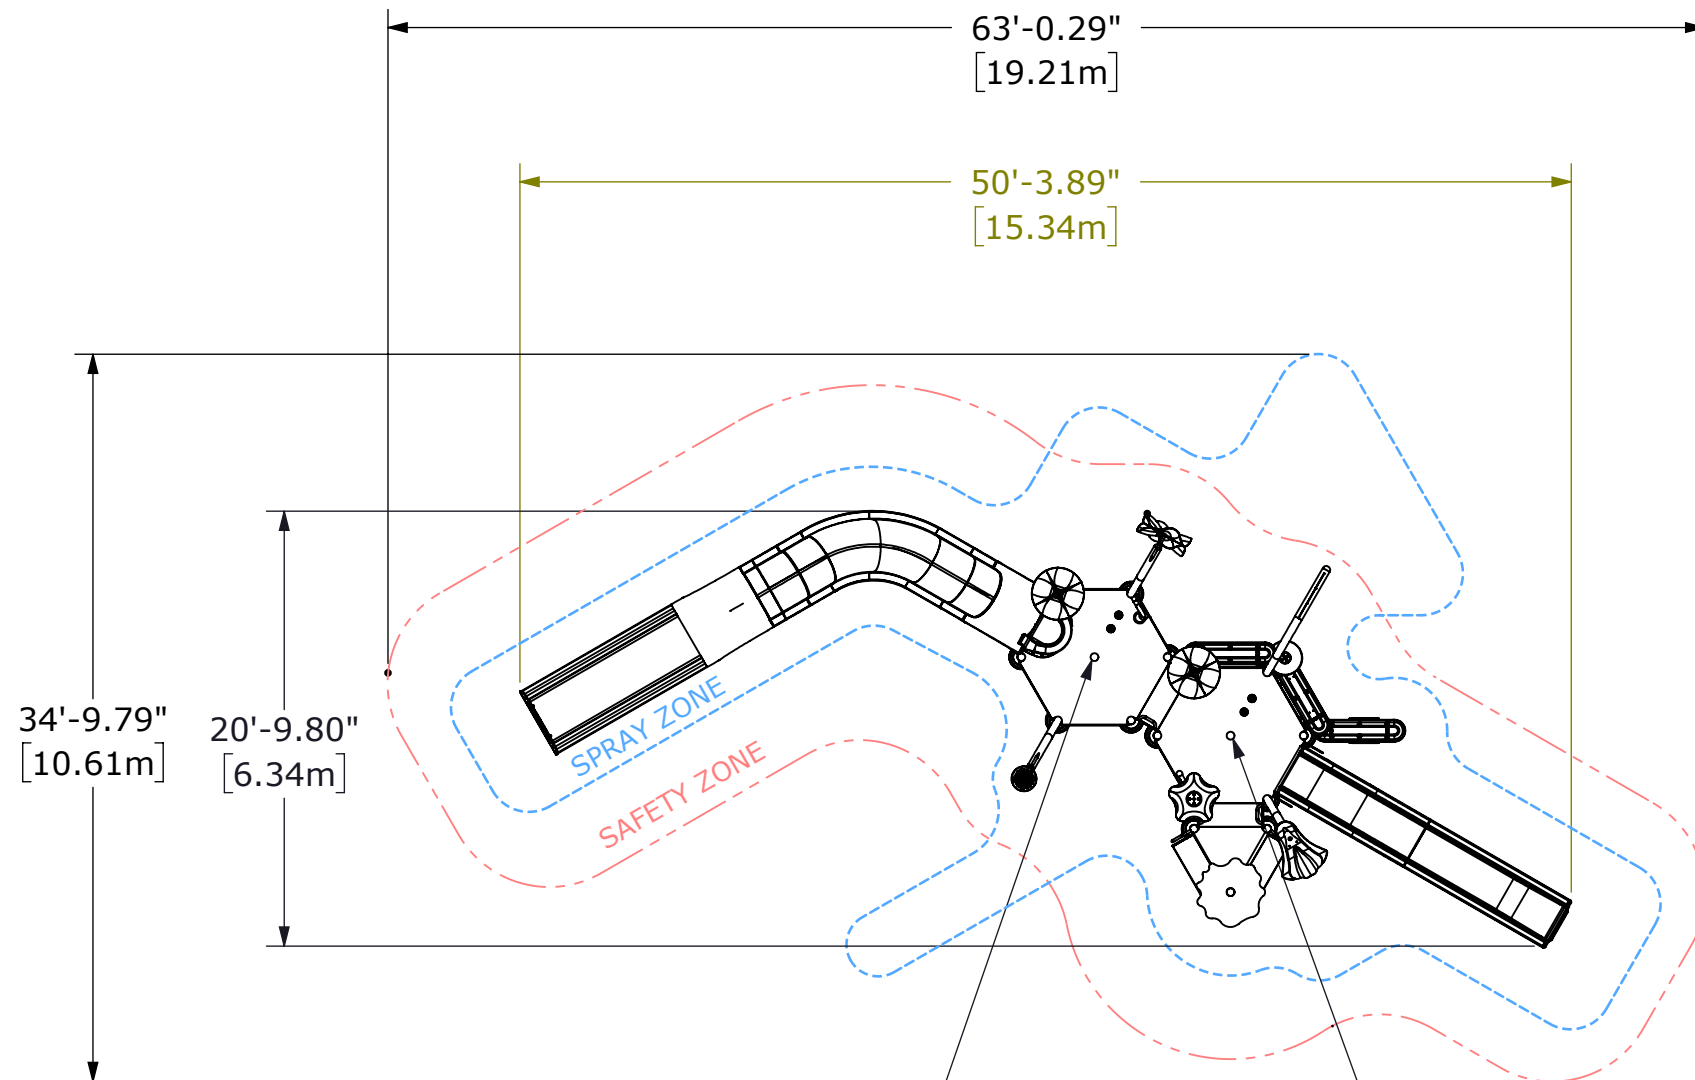 63'-0.29"
[19.21m]
50'-3.89"
[15.34m]
34'-9.79"
[10.61m]
20'-9.80"
[6.34m]
SPRAY ZONE
SAFETY ZONE